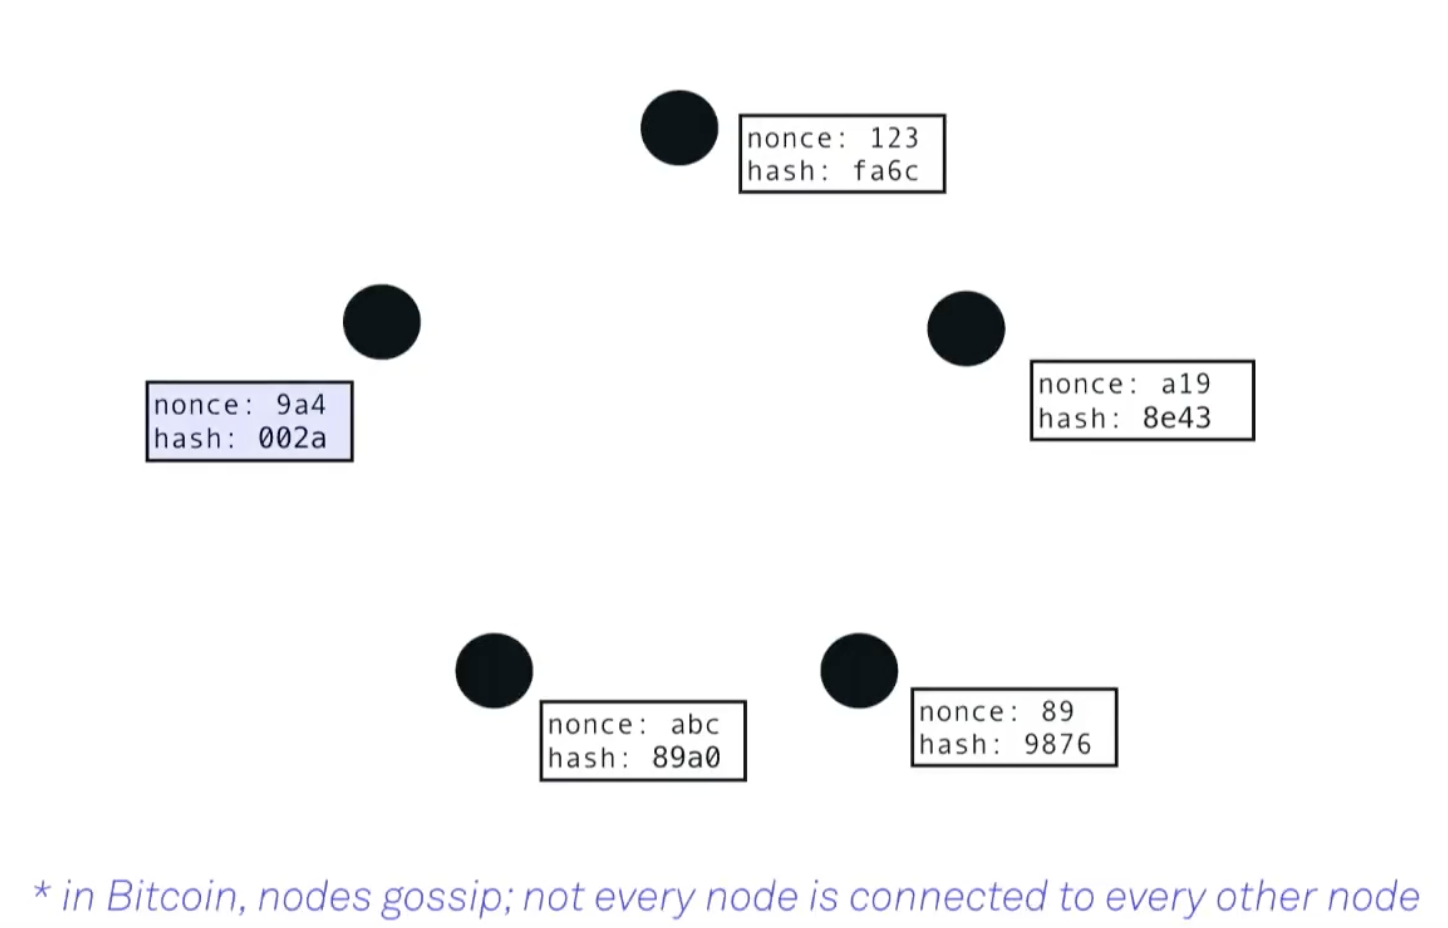 nonce: 123
hash: fa6c
nonce: 9a4
hash: 002a
nonce: a19
hash: 8e43
nonce: abc
hash: 89a0
nonce: 89
hash: 9876
* in Bitcoin, nodes gossip; not every node is connected to every other node